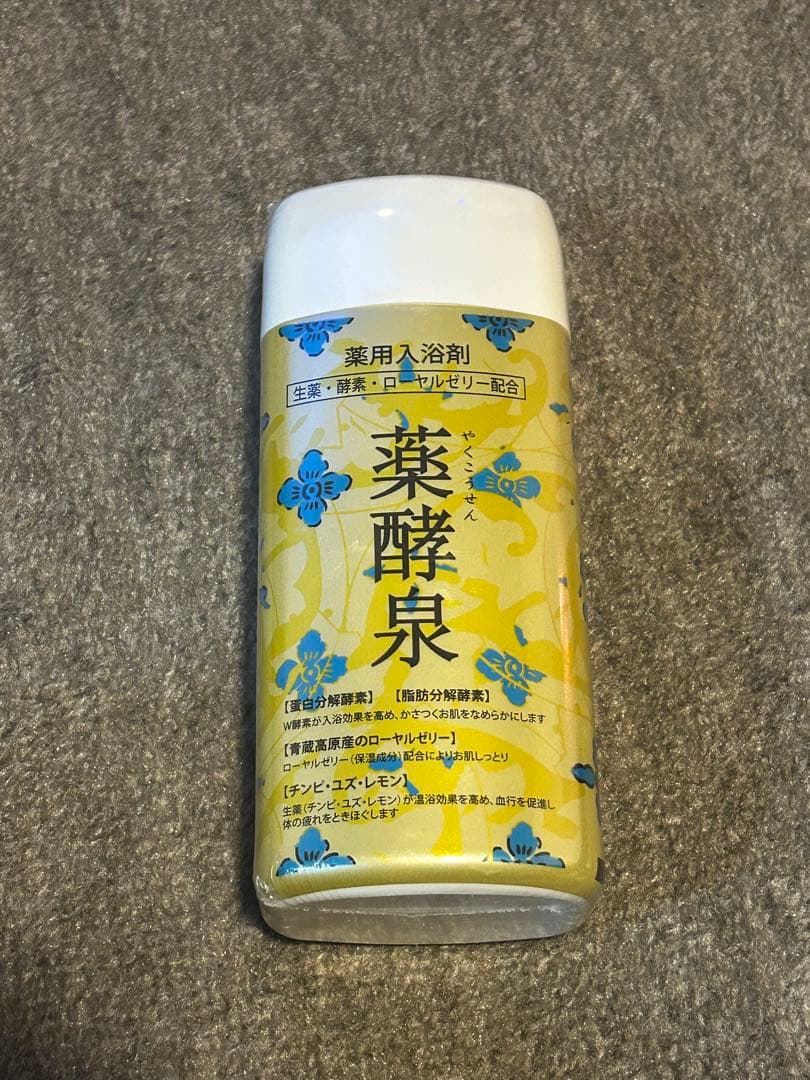 薬用入浴剤
生薬・酵素・ローヤルゼリー配合
薬酵泉
やくこうせん
【蛋白分解酵素】 【脂肪分解酵素】
W酵素が入浴効果を高め、かさつくお肌をなめらかにします
【青蔵高原産のローヤルゼリー】
ローヤルゼリー(保湿成分)配合によりお肌しっとり
【チンピ・ユズ・レモン】
生薬(チンピ・ユズ・レモン)が温浴効果を高め、血行を促進し
体の疲れをときほぐします